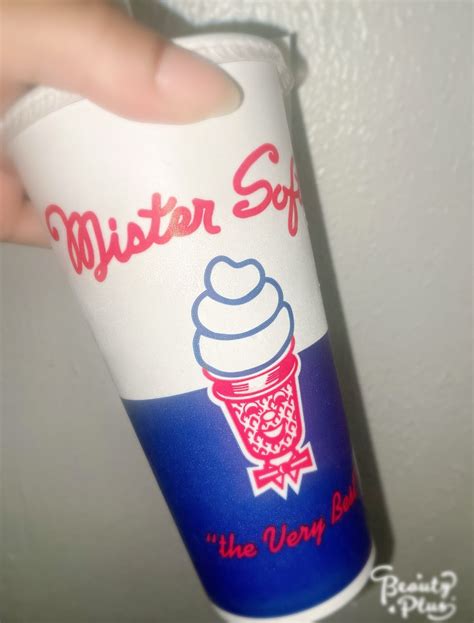 Mister Sof
"the Very Bes
Beauty
Plus